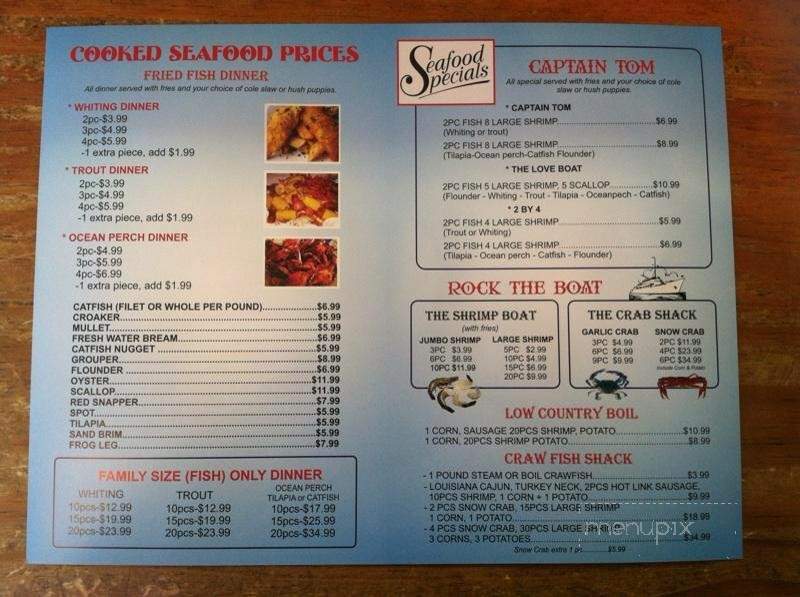 COOKED SEAFOOD PRICES
FRIED FISH DINNER
All dinner served with fries and your choice of cole slaw or hush puppies.
* WHITING DINNER
2pc-$3.99
3pc-$4.99
4pc-$5.99
-1 extra piece, add $1.99
* TROUT DINNER
2pc-$3.99
3pc-$4.99
4pc-$5.99
-1 extra piece, add $1.99
* OCEAN PERCH DINNER
2pc-$4.99
3pc-$5.99
4pc-$6.99
-1 extra piece, add $1.99
CATFISH (FILET OR WHOLE PER POUND)....................$6.99
CROAKER....................$5.99
MULLET....................$5.99
FRESH WATER BREAM....................$6.99
CATFISH NUGGET ....................$5.99
GROUPER....................$8.99
FLOUNDER ....................$6.99
OYSTER....................$11.99
SCALLOP....................$11.99
RED SNAPPER....................$7.99
SPOT....................$5.99
TILAPIA....................$5.99
SAND BRIM....................$5.99
FROG LEG....................$7.99
FAMILY SIZE (FISH) ONLY DINNER
WHITING
10pcs-$12.99
15pcs-$19.99
20pcs-$23.99
TROUT
10pcs-$12.99
15pcs-$19.99
20pcs-$23.99
OCEAN PERCH
TILAPIA or CATFISH
10pcs-$17.99
15pcs-$25.99
20pcs-$34.99
Seafood
Specials
CAPTAIN TOM
All special served with fries and your choice of cole
slaw or hush puppies.
* CAPTAIN TOM
2PC FISH 8 LARGE SHRIMP....................$6.99
(Whiting or trout)
2PC FISH 8 LARGE SHRIMP....................$8.99
(Tilapia-Ocean perch-Catfish Flounder)
* THE LOVE BOAT
2PC FISH 5 LARGE SHRIMP, 5 SCALLOP....................$10.99
(Flounder - Whiting - Trout - Tilapia - Oceanpech - Catfish)
* 2 BY 4
2PC FISH 4 LARGE SHRIMP....................$5.99
(Trout or Whiting)
2PC FISH 4 LARGE SHRIMP....................$6.99
(Tilapia - Ocean perch - Catfish - Flounder)
ROCK THE BOAT
THE SHRIMP BOAT
(with fries)
JUMBO SHRIMP LARGE SHRIMP
3PC $3.99 5PC $2.99
6PC $6.99 10PC $4.99
10PC $11.99 15PC $6.99
20PC $9.99
THE CRAB SHACK
GARLIC CRAB SNOW CRAB
3PC $4.99 2PC $11.99
6PC $6.99 4PC $23.99
9PC $9.99 6PC $34.99
Include Corn & Potato
LOW COUNTRY BOIL
1 CORN, SAUSAGE 20PCS SHRIMP, POTATO....................$10.99
1 CORN, 20PCS SHRIMP POTATO....................$8.99
CRAW FISH SHACK
- 1 POUND STEAM OR BOIL CRAWFISH....................$3.99
- LOUISIANA CAJUN, TURKEY NECK, 2PCS HOT LINK SAUSAGE,
10PCS SHRIMP, 1 CORN + 1 POTATO....................$9.99
- 2 PCS SNOW CRAB, 15PCS LARGE SHRIMP
1 CORN, 1 POTATO....................$18.99
- 4 PCS SNOW CRAB, 30PCS LARGE SHRIMP
3 CORNS, 3 POTATOES....................$34.99
Snow Crab extra 1 pc..........$5.99
menupix